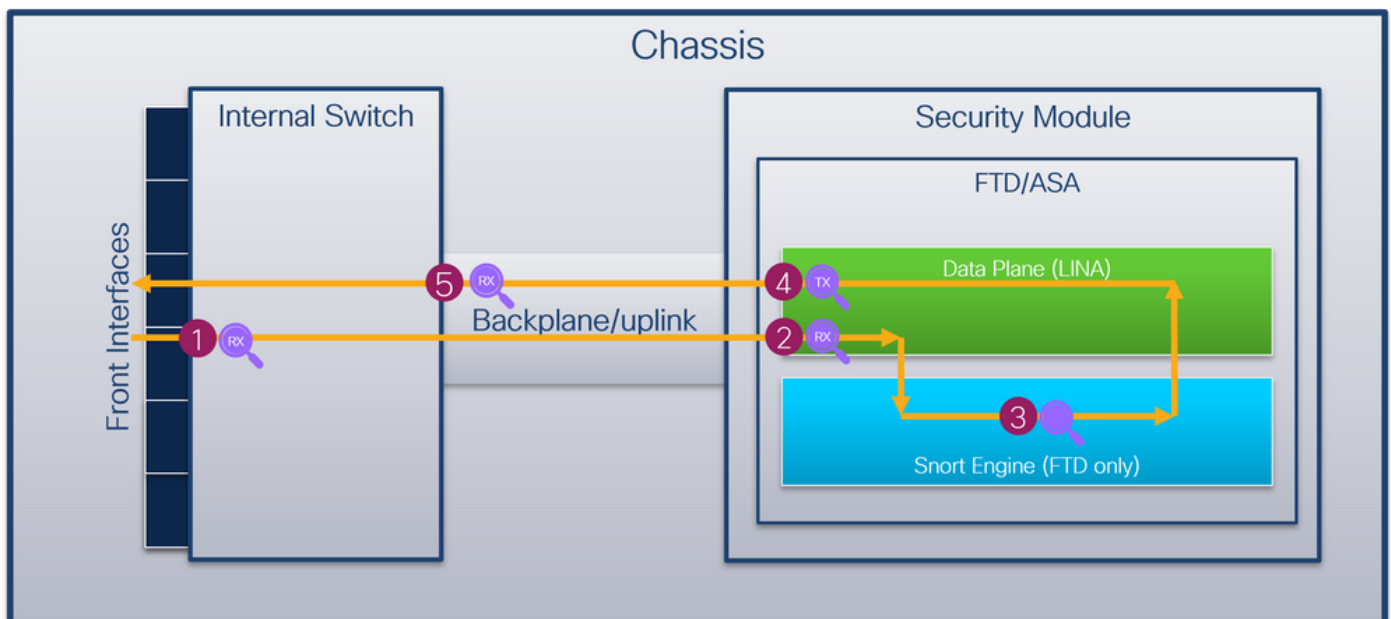 Chassis
Internal Switch
Security Module
FTD/ASA
Front Interfaces
Data Plane (LINA)
5 RX
4 TX
Backplane/uplink
1 RX
2 RX
3
Snort Engine (FTD only)